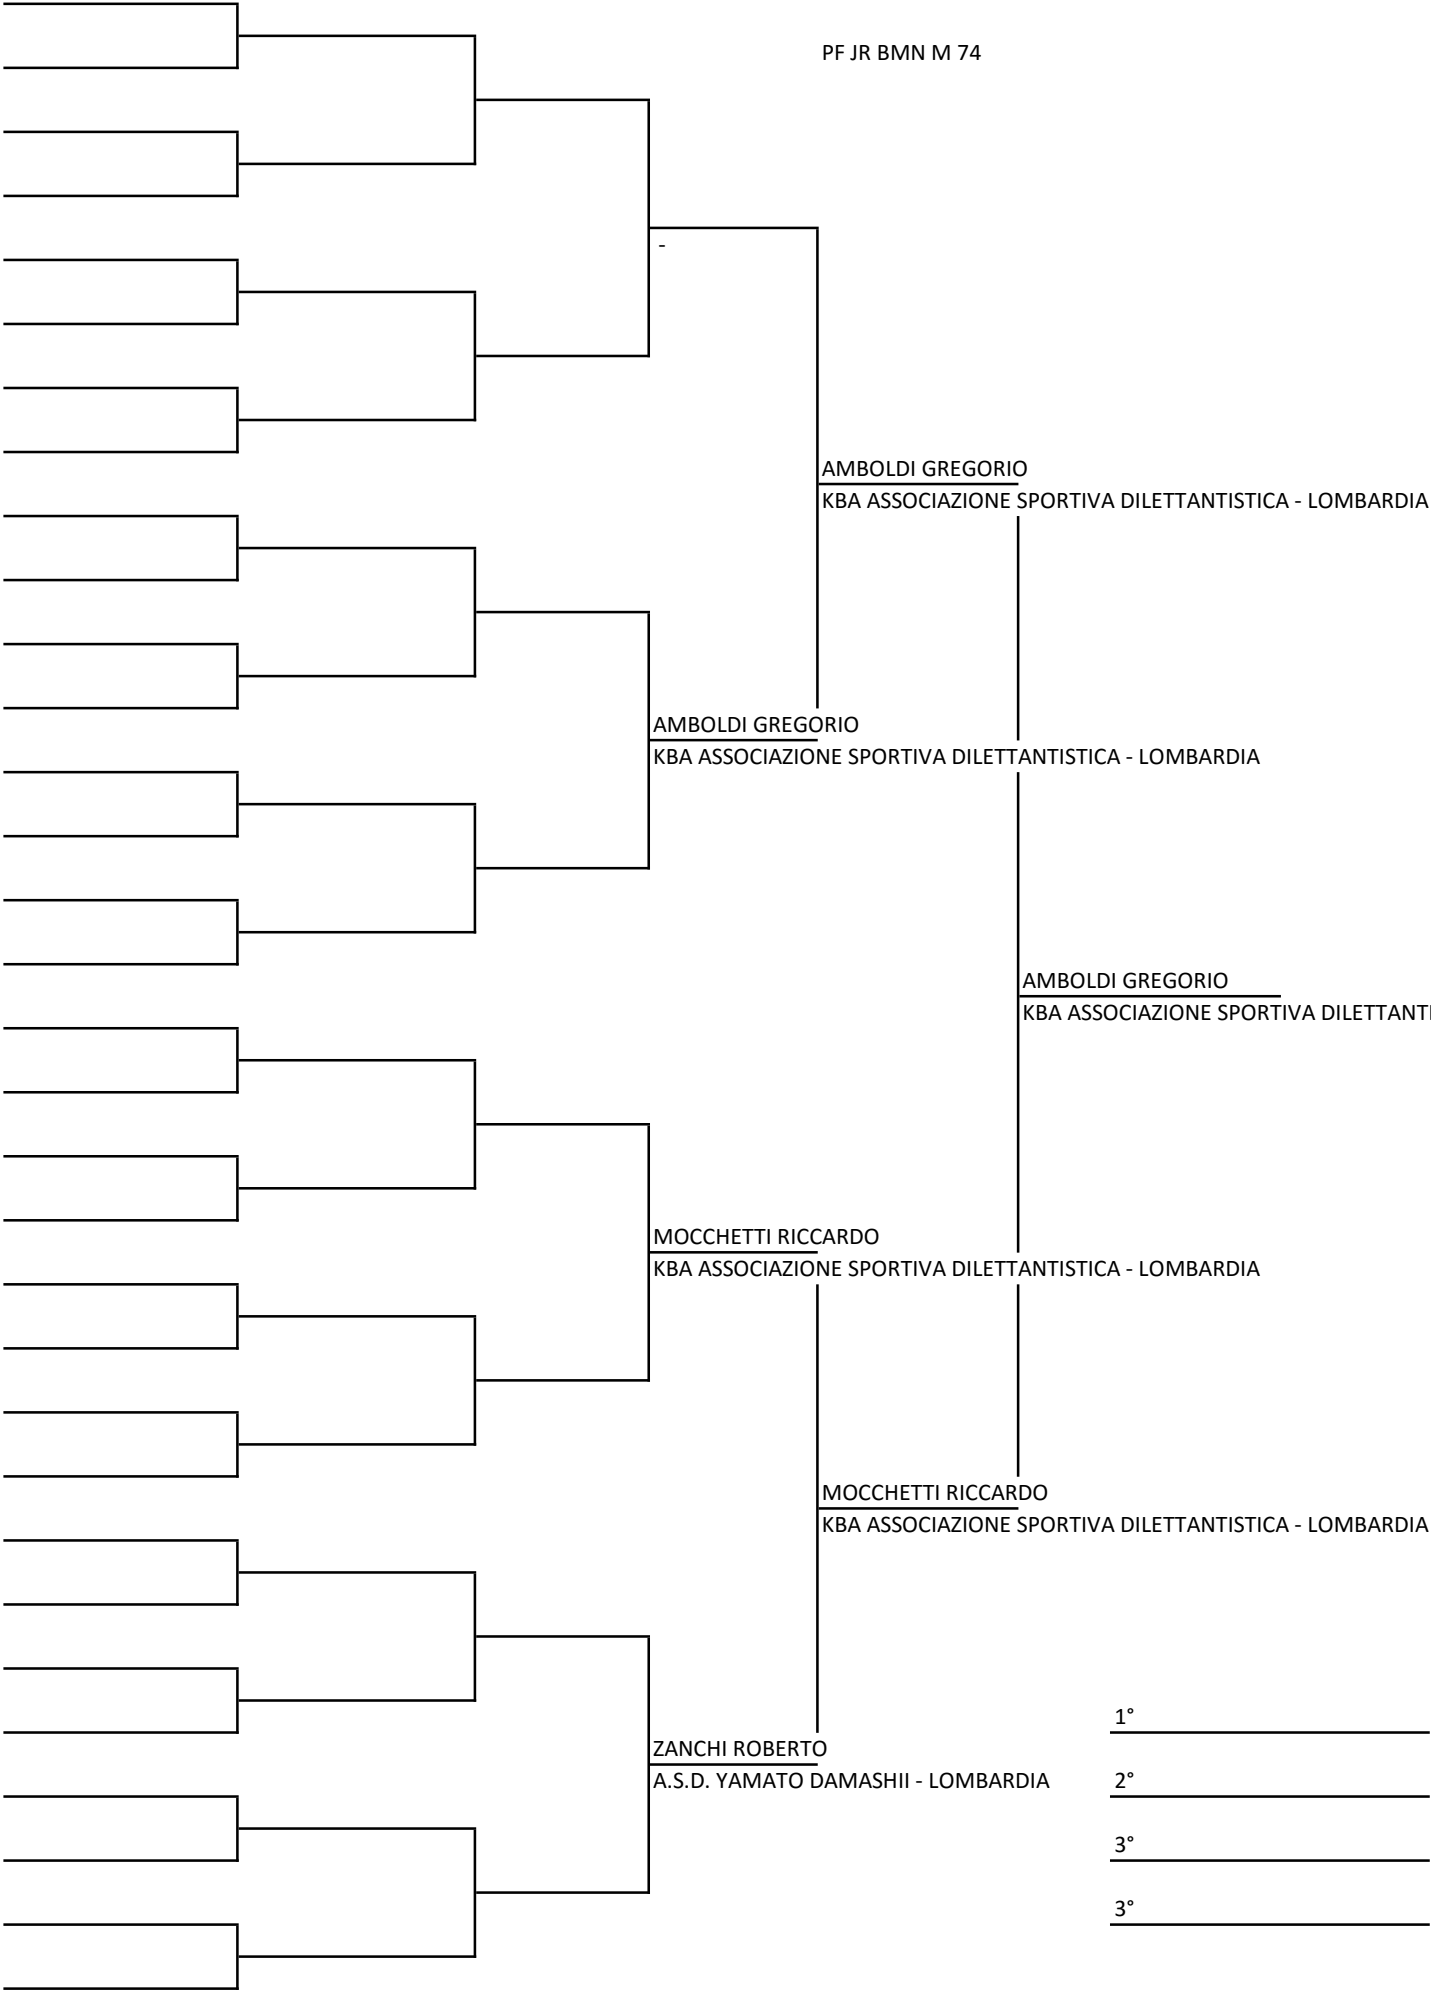 PF JR BMN M 74
-
AMBOLDI GREGORIO
KBA ASSOCIAZIONE SPORTIVA DILETTANTISTICA - LOMBARDIA
AMBOLDI GREGORIO
KBA ASSOCIAZIONE SPORTIVA DILETTANTISTICA - LOMBARDIA
AMBOLDI GREGORIO
KBA ASSOCIAZIONE SPORTIVA DILETTANTI
MOCCHETTI RICCARDO
KBA ASSOCIAZIONE SPORTIVA DILETTANTISTICA - LOMBARDIA
MOCCHETTI RICCARDO
KBA ASSOCIAZIONE SPORTIVA DILETTANTISTICA - LOMBARDIA
1°
ZANCHI ROBERTO
A.S.D. YAMATO DAMASHII - LOMBARDIA
2°
3°
3°